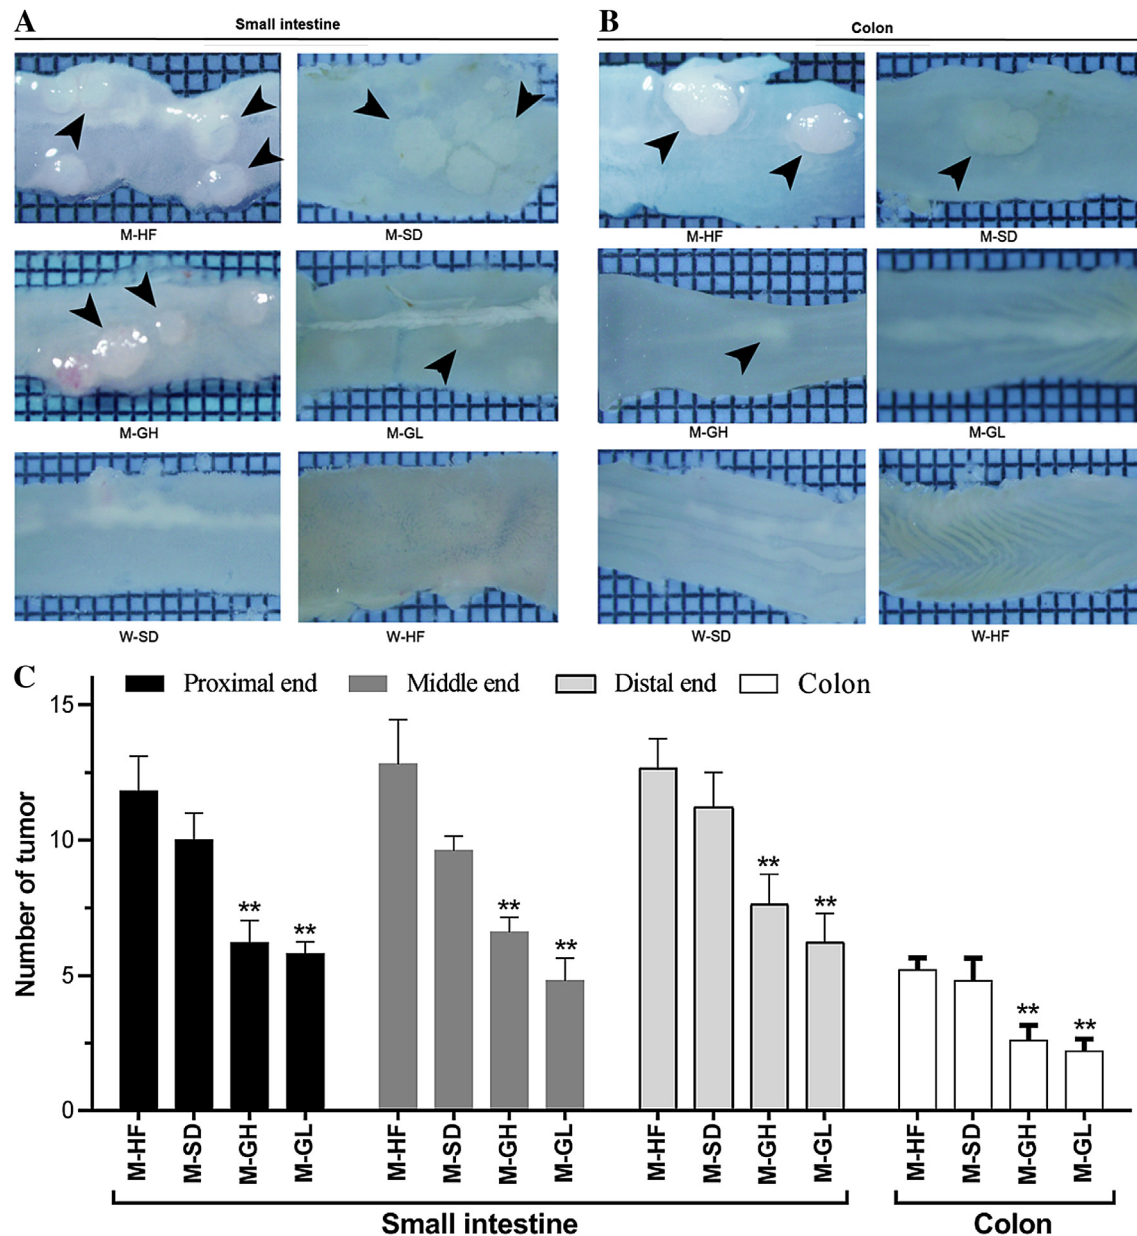 A
Small intestine
B
Colon
M-HF
M-SD
M-HF
M-SD
M-GH
M-GL
M-GH
M-GL
W-SD
W-HF
W-SD
W-HF
C
Proximal end
Middle end
Distal end
Colon
Number of tumor
15
10
5
0
** ** ** ** ** ** ** **
M-HF M-SD M-GH M-GL M-HF M-SD M-GH M-GL M-HF M-SD M-GH M-GL M-HF M-SD M-GH M-GL
Small intestine
Colon